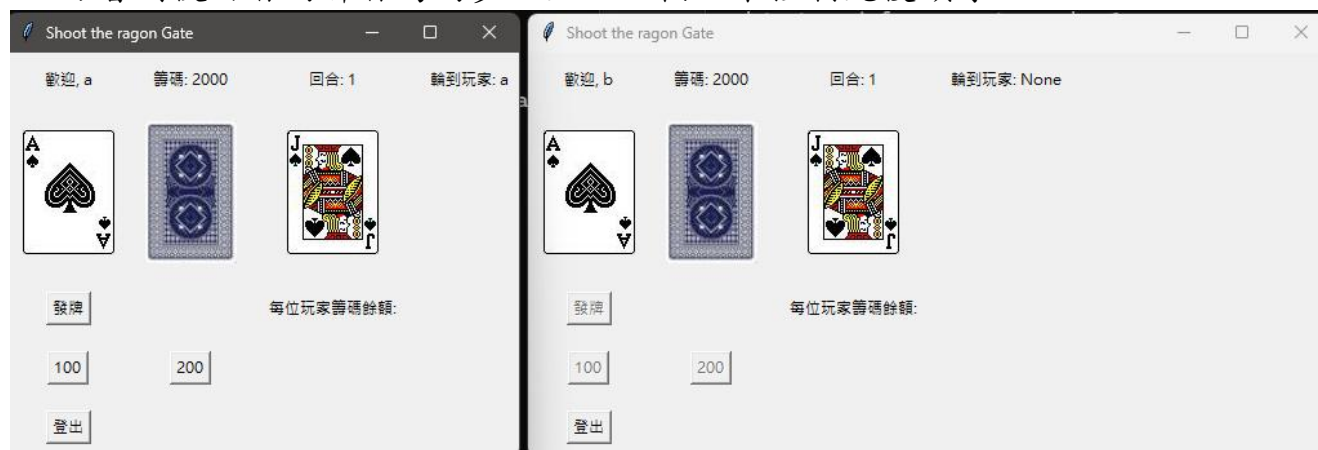 Shoot the ragon Gate
歡迎, a 籌碼: 2000 回合: 1 輪到玩家: a
A
J
A
J
發牌 每位玩家籌碼餘額:
100 200
登出
Shoot the ragon Gate
歡迎, b 籌碼: 2000 回合: 1 輪到玩家: None
A
J
A
J
發牌 每位玩家籌碼餘額:
100 200
登出